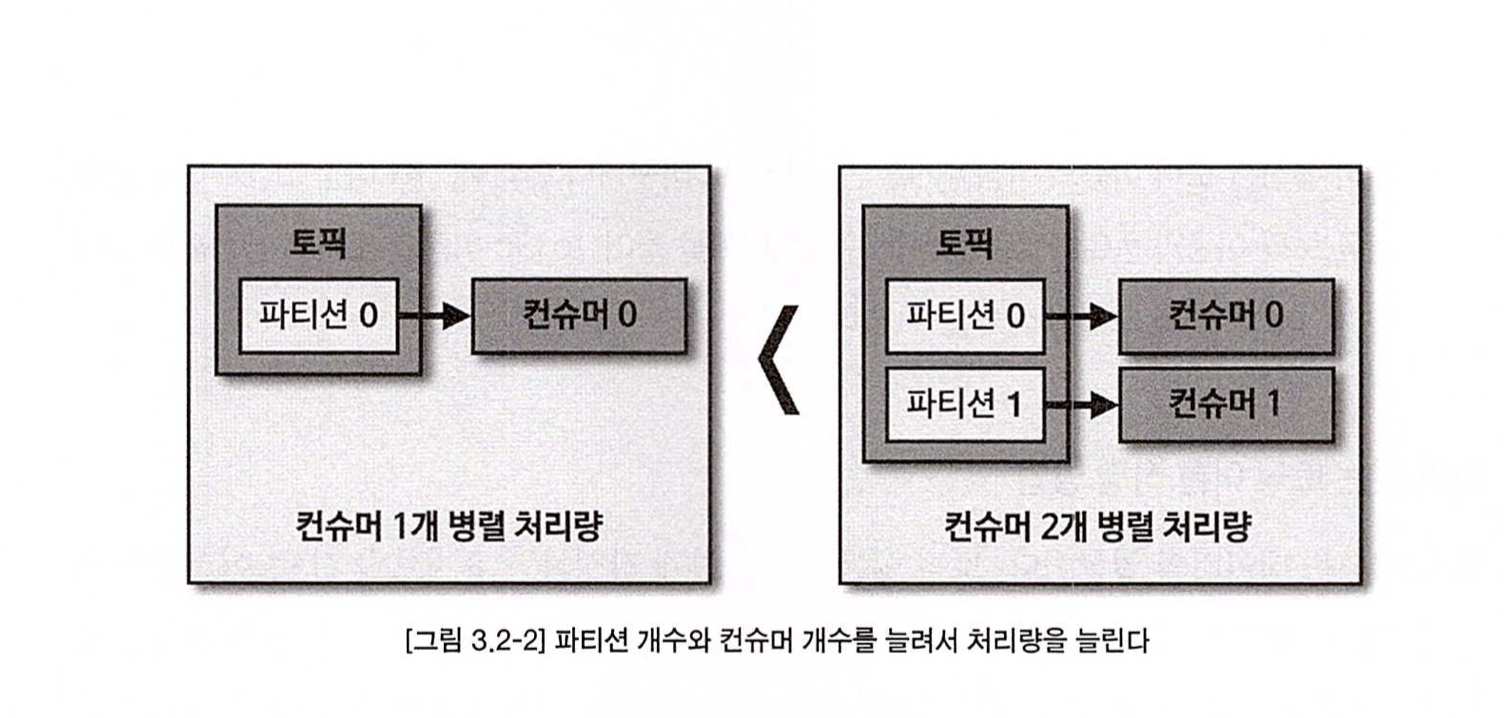 토픽
파티션 0
컨슈머 0
컨슈머 1개 병렬 처리량
<
토픽
파티션 0
컨슈머 0
파티션 1
컨슈머 1
컨슈머 2개 병렬 처리량
[그림 3.2-2] 파티션 개수와 컨슈머 개수를 늘려서 처리량을 늘린다